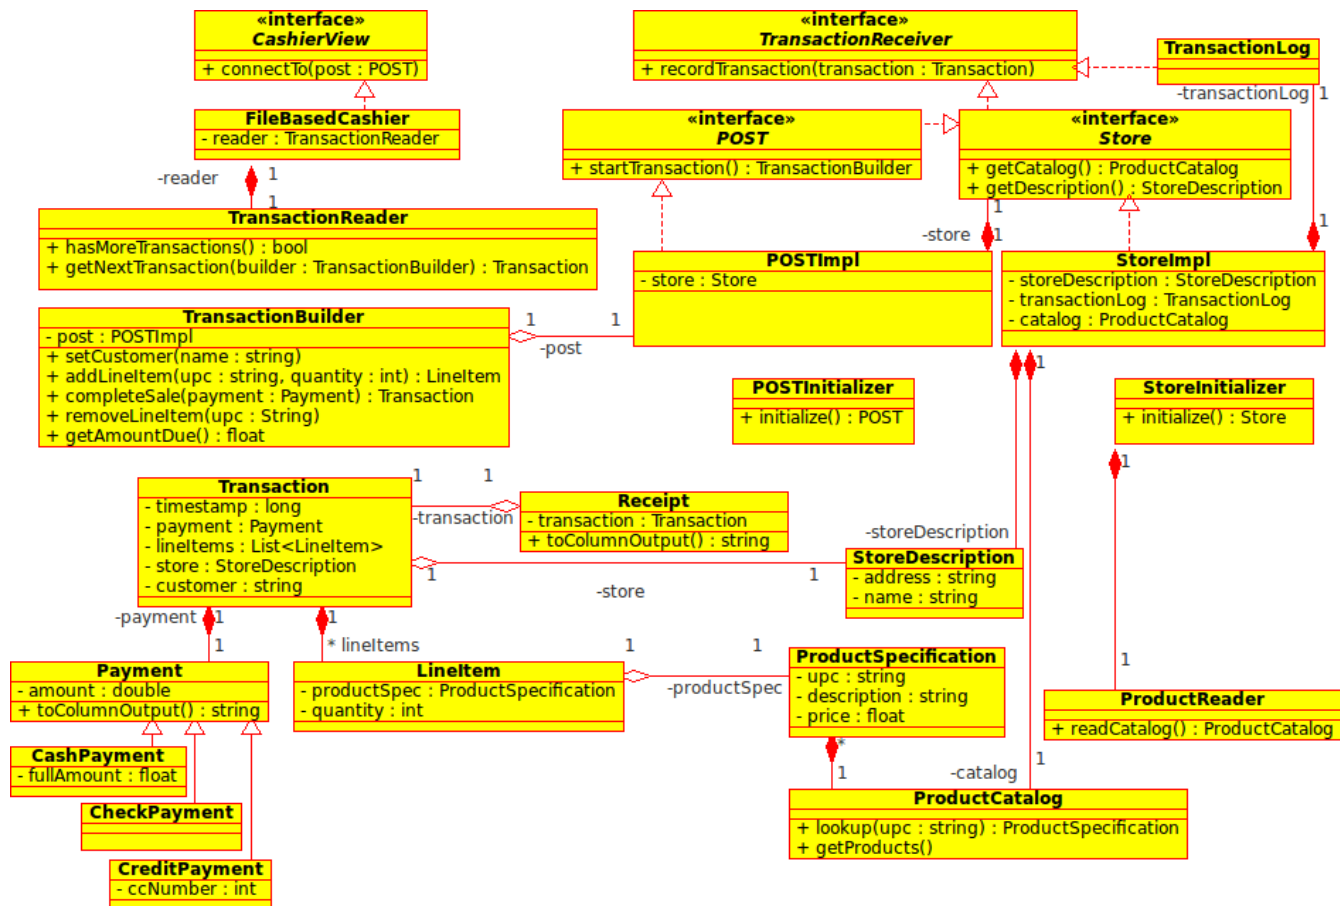 «interface»
CashierView
+ connectTo(post : POST)
«interface»
TransactionReceiver
+ recordTransaction(transaction : Transaction)
TransactionLog
-transactionLog
1
FileBasedCashier
- reader : TransactionReader
«interface»
POST
+ startTransaction() : TransactionBuilder
«interface»
Store
+ getCatalog() : ProductCatalog
+ getDescription() : StoreDescription
-reader
1
1
TransactionReader
+ hasMoreTransactions() : bool
+ getNextTransaction(builder : TransactionBuilder) : Transaction
1
-store
1
1
POSTImpl
- store : Store
StoreImpl
- storeDescription : StoreDescription
- transactionLog : TransactionLog
- catalog : ProductCatalog
TransactionBuilder
- post : POSTImpl
+ setCustomer(name : string)
+ addLineItem(upc : string, quantity : int) : LineItem
+ completeSale(payment : Payment) : Transaction
+ removeLineItem(upc : String)
+ getAmountDue() : float
1
1
-post
1
1
POSTInitializer
+ initialize() : POST
StoreInitializer
+ initialize() : Store
1
Transaction
- timestamp : long
- payment : Payment
- lineItems : List<LineItem>
- store : StoreDescription
- customer : string
1
1
-transaction
Receipt
- transaction : Transaction
+ toColumnOutput() : string
-storeDescription
1
1
-store
StoreDescription
- address : string
- name : string
-payment
1
1
1
* lineItems
Payment
- amount : double
+ toColumnOutput() : string
LineItem
- productSpec : ProductSpecification
- quantity : int
1
1
-productSpec
ProductSpecification
- upc : string
- description : string
- price : float
1
ProductReader
+ readCatalog() : ProductCatalog
CashPayment
- fullAmount : float
*
1
-catalog
1
CheckPayment
ProductCatalog
+ lookup(upc : string) : ProductSpecification
+ getProducts()
CreditPayment
- ccNumber : int